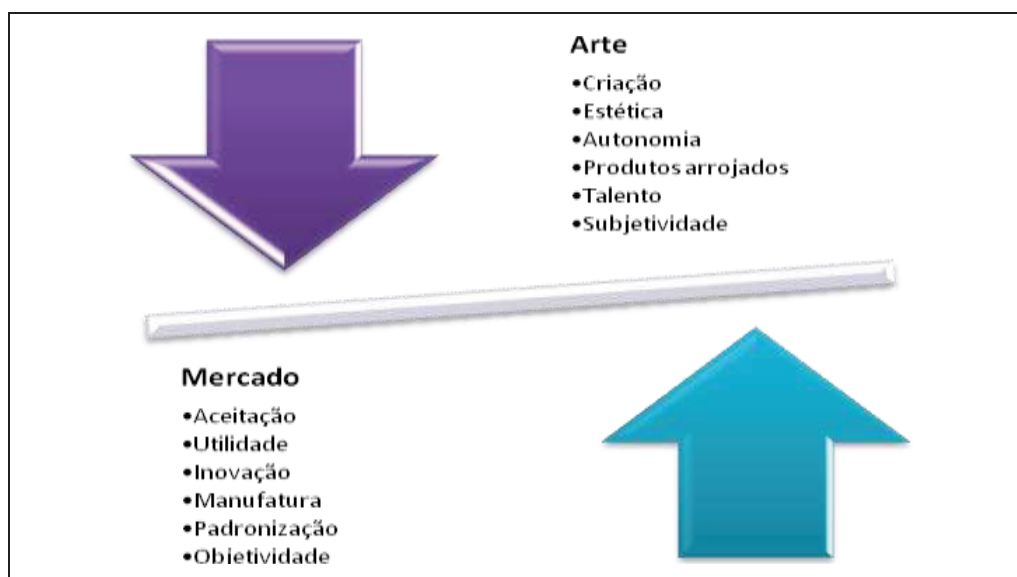 Arte
•Criação
•Estética
•Autonomia
•Produtos arrojados
•Talento
•Subjetividade
Mercado
•Aceitação
•Utilidade
•Inovação
•Manufatura
•Padronização
•Objetividade